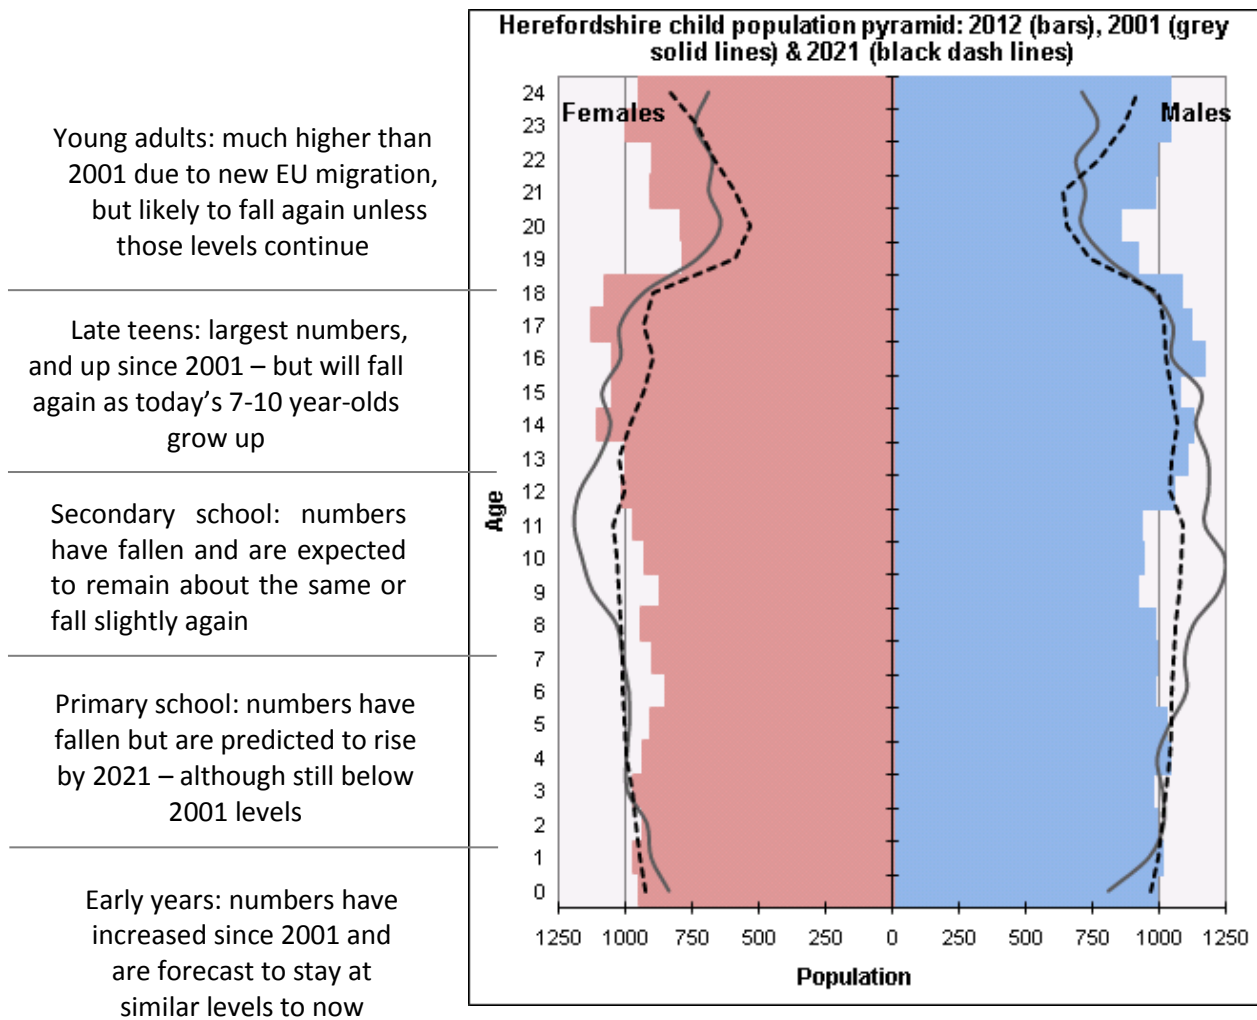 Herefordshire child population pyramid: 2012 (bars), 2001 (grey
solid lines) & 2021 (black dash lines)
Young adults: much higher than
2001 due to new EU migration,
but likely to fall again unless
those levels continue
Late teens: largest numbers,
and up since 2001 – but will fall
again as today's 7-10 year-olds
grow up
Secondary school: numbers
have fallen and are expected
to remain about the same or
fall slightly again
Primary school: numbers have
fallen but are predicted to rise
by 2021 – although still below
2001 levels
Early years: numbers have
increased since 2001 and
are forecast to stay at
similar levels to now
Females
Males
Age
24
23
22
21
20
19
18
17
16
15
14
13
12
11
10
9
8
7
6
5
4
3
2
1
0
1250 1000 750 500 250 0 250 500 750 1000 1250
Population